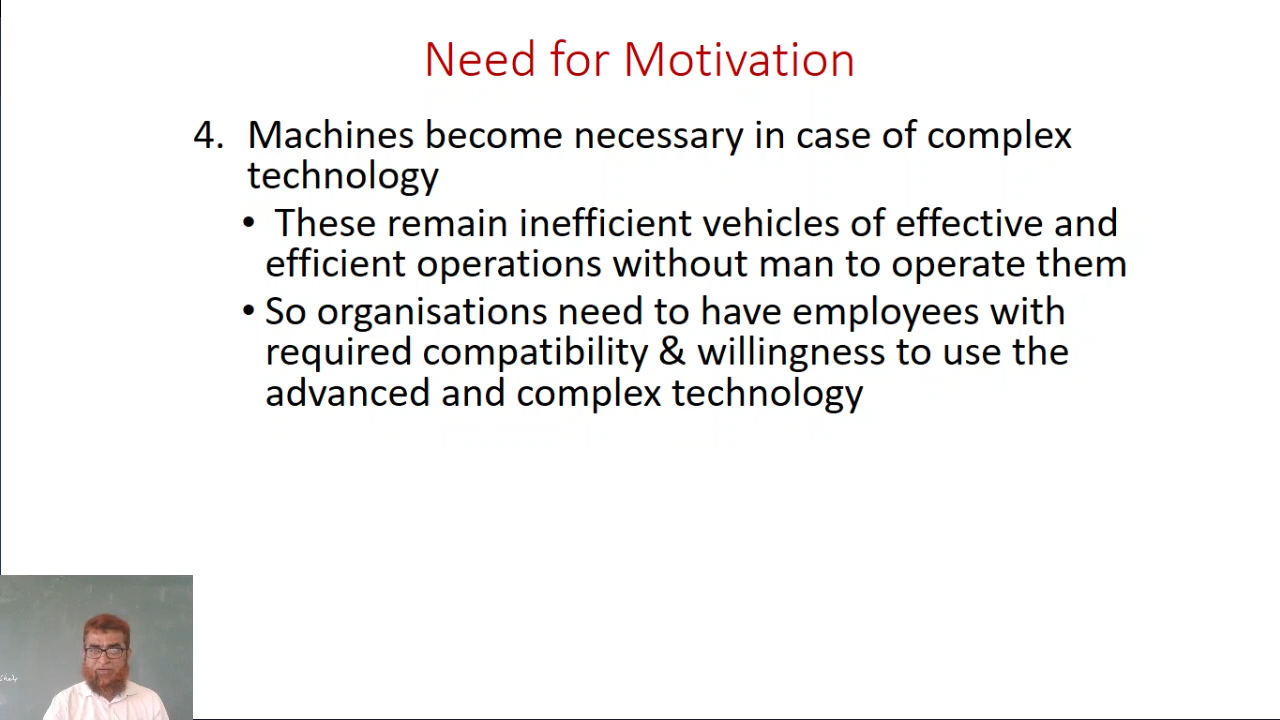 Need for Motivation
4. Machines become necessary in case of complex
technology
• These remain inefficient vehicles of effective and
efficient operations without man to operate them
• So organisations need to have employees with
required compatibility & willingness to use the
advanced and complex technology